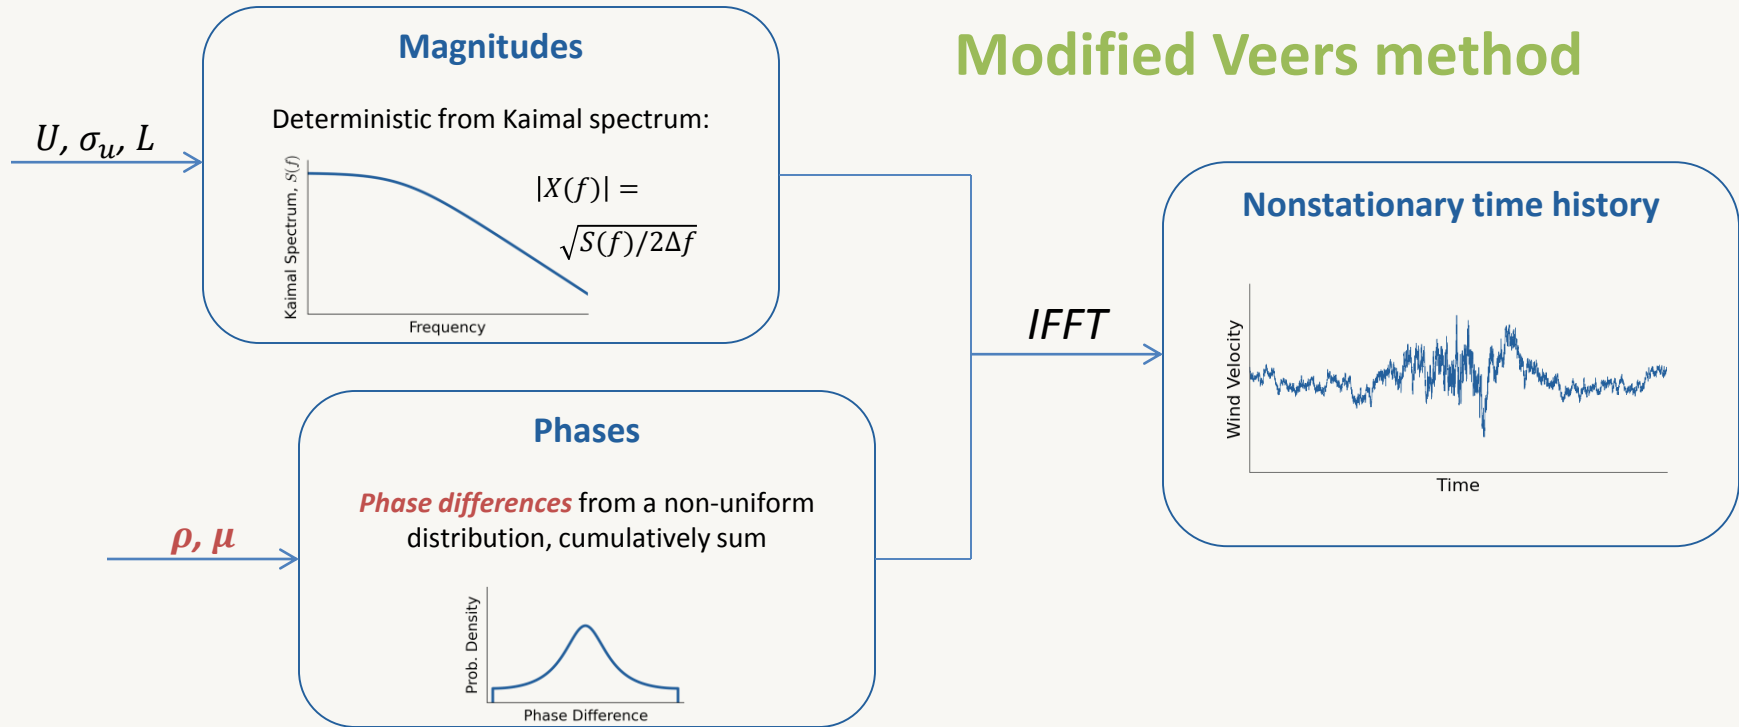 Modified Veers method
Magnitudes
U, σᵤ, L
Deterministic from Kaimal spectrum:
Kaimal Spectrum, S(f)
Frequency
|X(f)| =
√S(f)/2Δf
Phases
ρ, μ
Phase differences from a non-uniform
distribution, cumulatively sum
Prob. Density
Phase Difference
IFFT
Nonstationary time history
Wind Velocity
Time